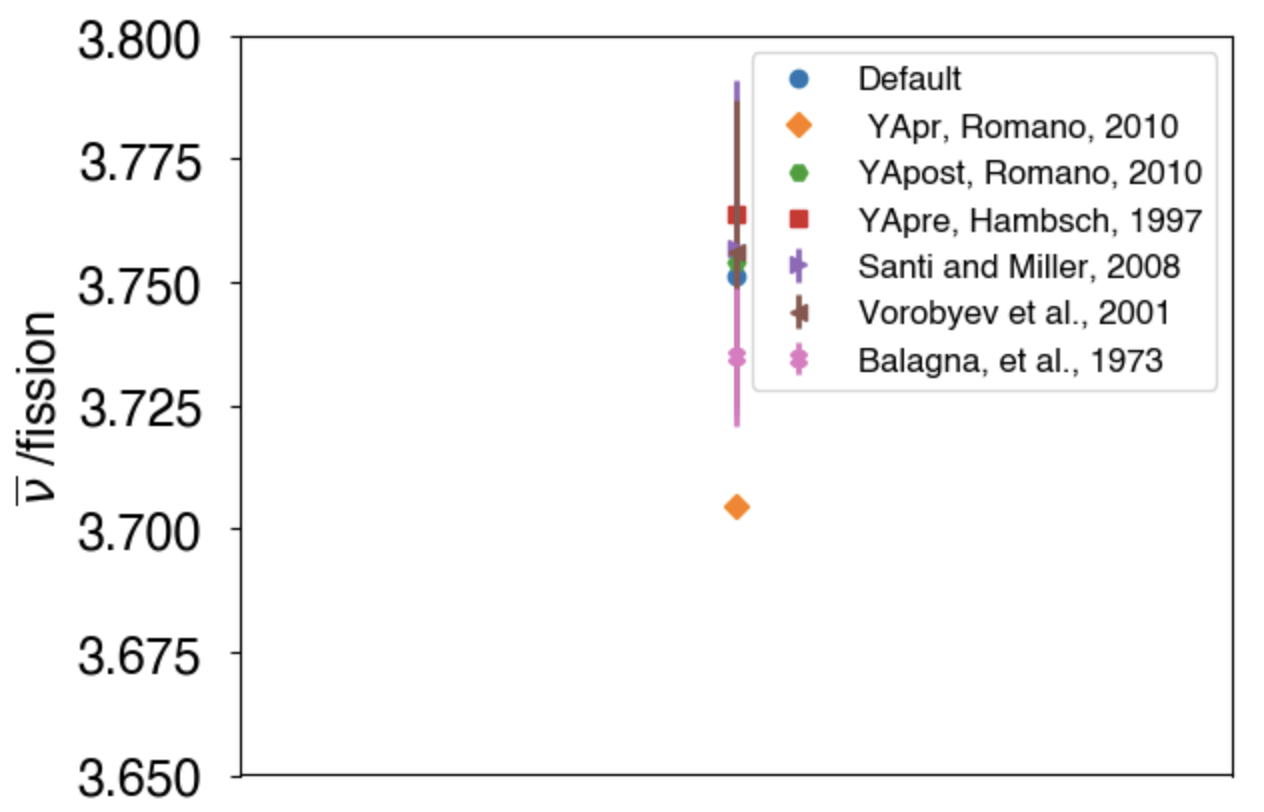 3.800
3.775
3.750
3.725
3.700
3.675
3.650
ν̅ /fission
Default
YApr, Romano, 2010
YApost, Romano, 2010
YApre, Hambsch, 1997
Santi and Miller, 2008
Vorobyev et al., 2001
Balagna, et al., 1973